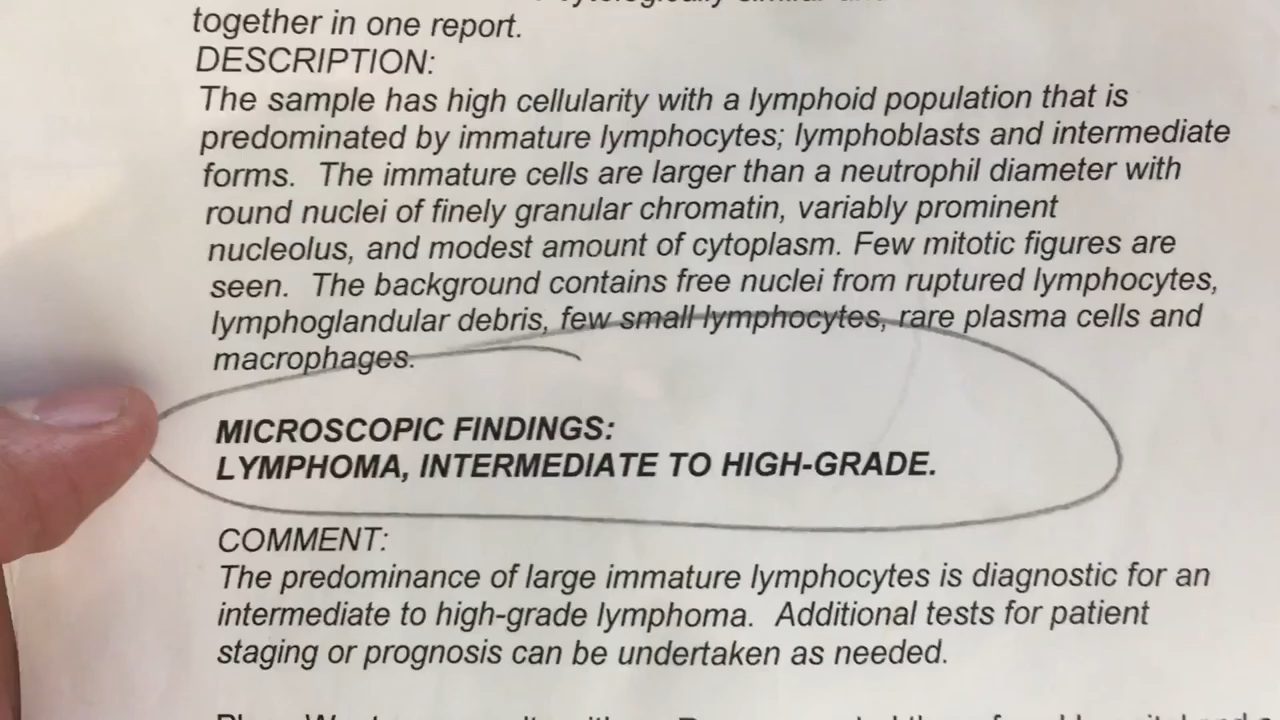 together in one report.
DESCRIPTION:
The sample has high cellularity with a lymphoid population that is
predominated by immature lymphocytes; lymphoblasts and intermediate
forms. The immature cells are larger than a neutrophil diameter with
round nuclei of finely granular chromatin, variably prominent
nucleolus, and modest amount of cytoplasm. Few mitotic figures are
seen. The background contains free nuclei from ruptured lymphocytes,
lymphoglandular debris, few small lymphocytes, rare plasma cells and
macrophages.
MICROSCOPIC FINDINGS:
LYMPHOMA, INTERMEDIATE TO HIGH-GRADE.
COMMENT:
The predominance of large immature lymphocytes is diagnostic for an
intermediate to high-grade lymphoma. Additional tests for patient
staging or prognosis can be undertaken as needed.